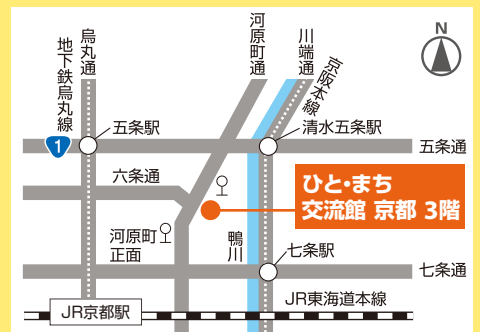 烏丸通
地下鉄烏丸線
河原町通
川端通
京阪本線
N
五条駅
清水五条駅
1
五条通
六条通
ひと・まち
交流館 京都 3階
河原町
正面
鴨川
七条駅
七条通
JR東海道本線
JR京都駅